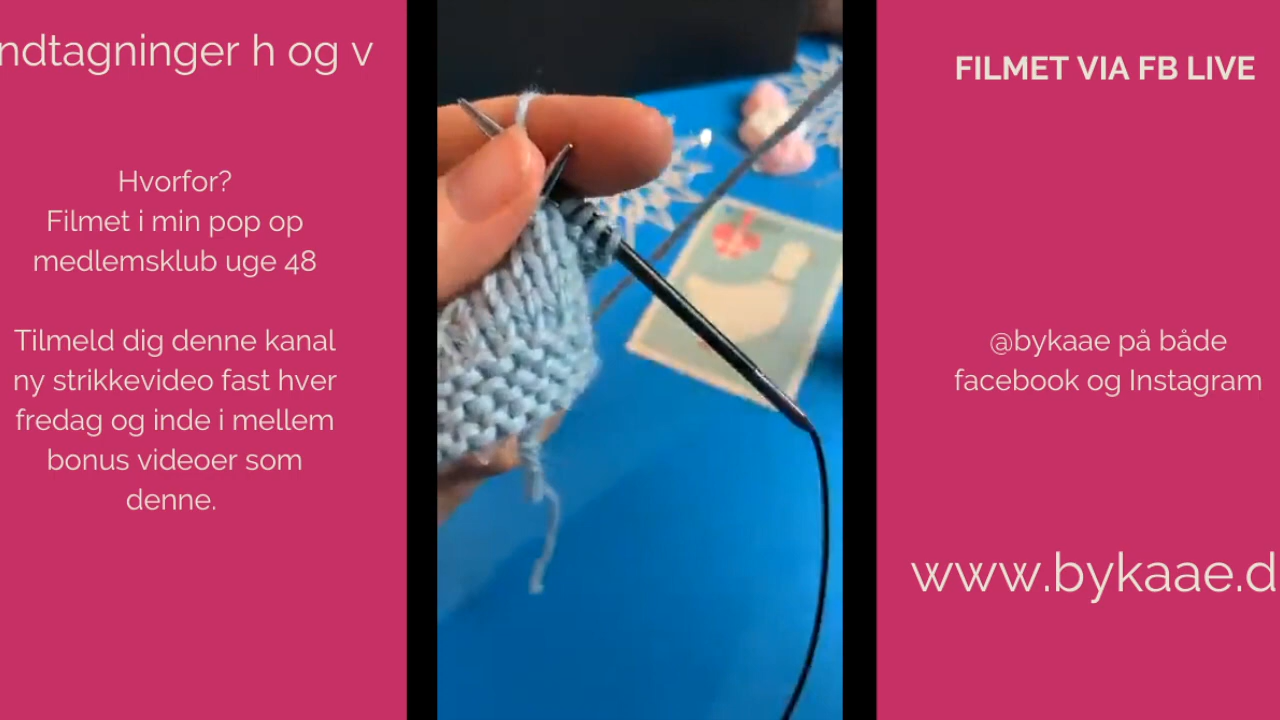 ndtagninger h og v
Hvorfor?
Filmet i min pop op
medlemsklub uge 48
Tilmeld dig denne kanal
ny strikkevideo fast hver
fredag og inde i mellem
bonus videoer som
denne.
FILMET VIA FB LIVE
@bykaae på både
facebook og Instagram
www.bykaae.d